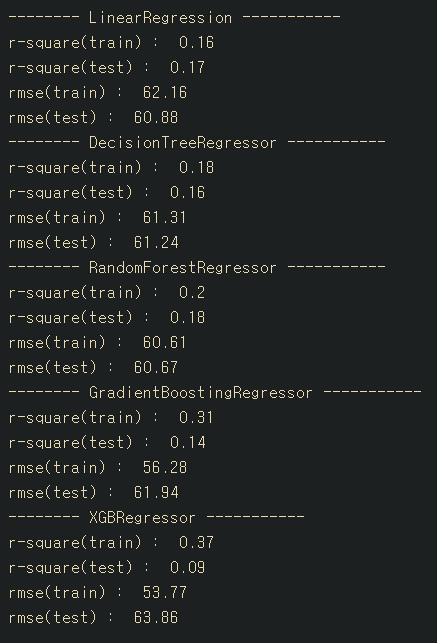 -------- LinearRegression -----------
r-square(train) :  0.16
r-square(test) :  0.17
rmse(train) :  62.16
rmse(test) :  60.88
-------- DecisionTreeRegressor -----------
r-square(train) :  0.18
r-square(test) :  0.16
rmse(train) :  61.31
rmse(test) :  61.24
-------- RandomForestRegressor -----------
r-square(train) :  0.2
r-square(test) :  0.18
rmse(train) :  60.61
rmse(test) :  60.67
-------- GradientBoostingRegressor -----------
r-square(train) :  0.31
r-square(test) :  0.14
rmse(train) :  56.28
rmse(test) :  61.94
-------- XGBRegressor -----------
r-square(train) :  0.37
r-square(test) :  0.09
rmse(train) :  53.77
rmse(test) :  63.86